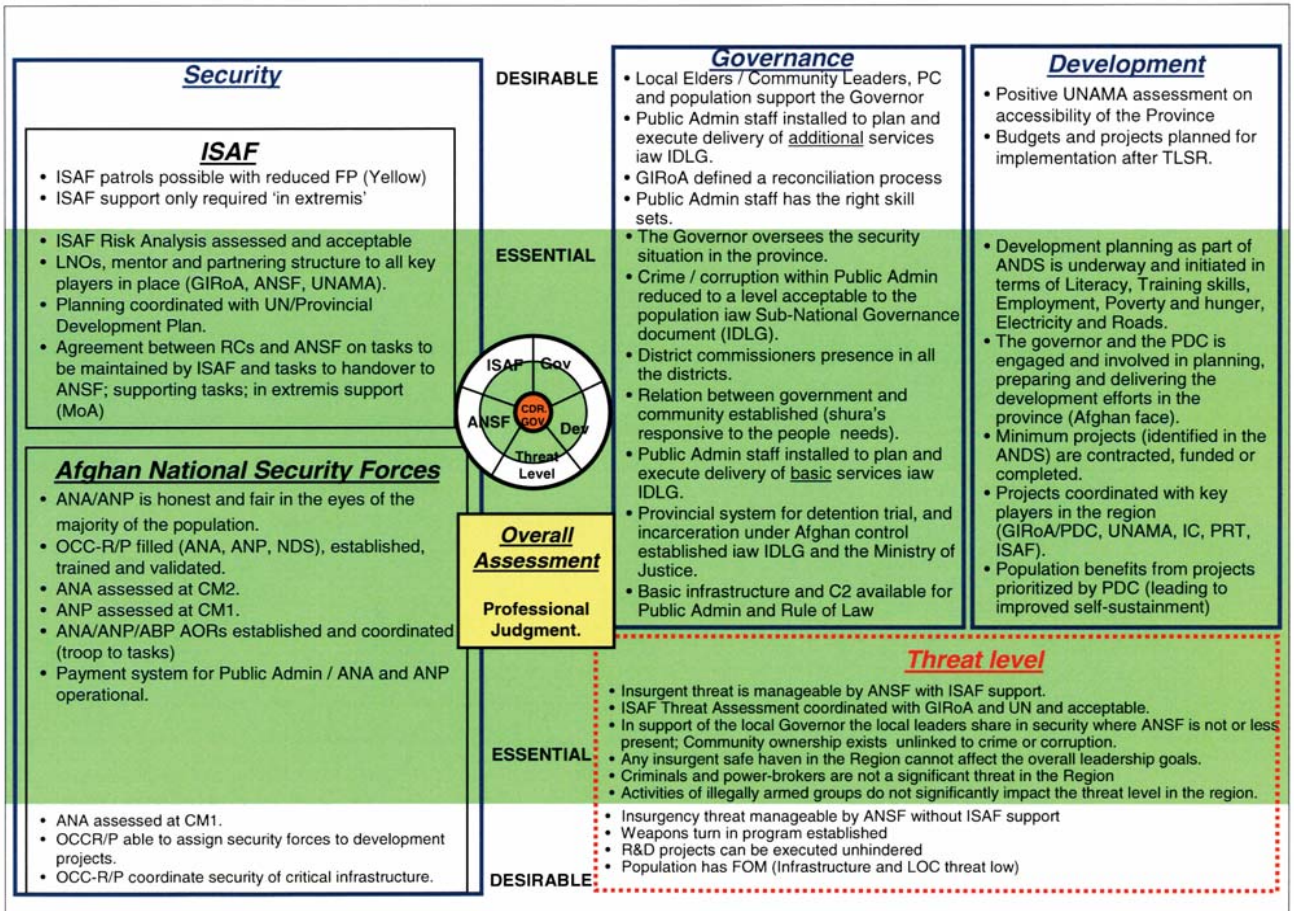 Security
ISAF
• ISAF patrols possible with reduced FP (Yellow)
• ISAF support only required 'in extremis'
• ISAF Risk Analysis assessed and acceptable
• LNOs, mentor and partnering structure to all key
players in place (GIRoA, ANSF, UNAMA).
• Planning coordinated with UN/Provincial
Development Plan.
• Agreement between RCs and ANSF on tasks to
be maintained by ISAF and tasks to handover to
ANSF; supporting tasks; in extremis support
(MoA)
Afghan National Security Forces
• ANA/ANP is honest and fair in the eyes of the
majority of the population.
• OCC-R/P filled (ANA, ANP, NDS), established,
trained and validated.
• ANA assessed at CM2.
• ANP assessed at CM1.
• ANA/ANP/ABP AORs established and coordinated
(troop to tasks)
• Payment system for Public Admin / ANA and ANP
operational.
• ANA assessed at CM1.
• OCCR/P able to assign security forces to development
projects.
• OCC-R/P coordinate security of critical infrastructure.
DESIRABLE
ESSENTIAL
ISAF
Gov
ANSF
CDR.
GOV.
Dev
Threat
Level
Overall
Assessment
Professional
Judgment.
ESSENTIAL
DESIRABLE
Governance
• Local Elders / Community Leaders, PC
and population support the Governor
• Public Admin staff installed to plan and
execute delivery of additional services
iaw IDLG.
• GIRoA defined a reconciliation process
• Public Admin staff has the right skill
sets.
• The Governor oversees the security
situation in the province.
• Crime / corruption within Public Admin
reduced to a level acceptable to the
population iaw Sub-National Governance
document (IDLG).
• District commissioners presence in all
the districts.
• Relation between government and
community established (shura's
responsive to the people needs).
• Public Admin staff installed to plan and
execute delivery of basic services iaw
IDLG.
• Provincial system for detention trial, and
incarceration under Afghan control
established iaw IDLG and the Ministry of
Justice.
• Basic infrastructure and C2 available for
Public Admin and Rule of Law
Development
• Positive UNAMA assessment on
accessibility of the Province
• Budgets and projects planned for
implementation after TLSR.
• Development planning as part of
ANDS is underway and initiated in
terms of Literacy, Training skills,
Employment, Poverty and hunger,
Electricity and Roads.
• The governor and the PDC is
engaged and involved in planning,
preparing and delivering the
development efforts in the
province (Afghan face).
• Minimum projects (identified in the
ANDS) are contracted, funded or
completed.
• Projects coordinated with key
players in the region
(GIRoA/PDC, UNAMA, IC, PRT,
ISAF).
• Population benefits from projects
prioritized by PDC (leading to
improved self-sustainment)
Threat level
• Insurgent threat is manageable by ANSF with ISAF support.
• ISAF Threat Assessment coordinated with GIRoA and UN and acceptable.
• In support of the local Governor the local leaders share in security where ANSF is not or less
present; Community ownership exists unlinked to crime or corruption.
• Any insurgent safe haven in the Region cannot affect the overall leadership goals.
• Criminals and power-brokers are not a significant threat in the Region
• Activities of illegally armed groups do not significantly impact the threat level in the region.
• Insurgency threat manageable by ANSF without ISAF support
• Weapons turn in program established
• R&D projects can be executed unhindered
• Population has FOM (Infrastructure and LOC threat low)